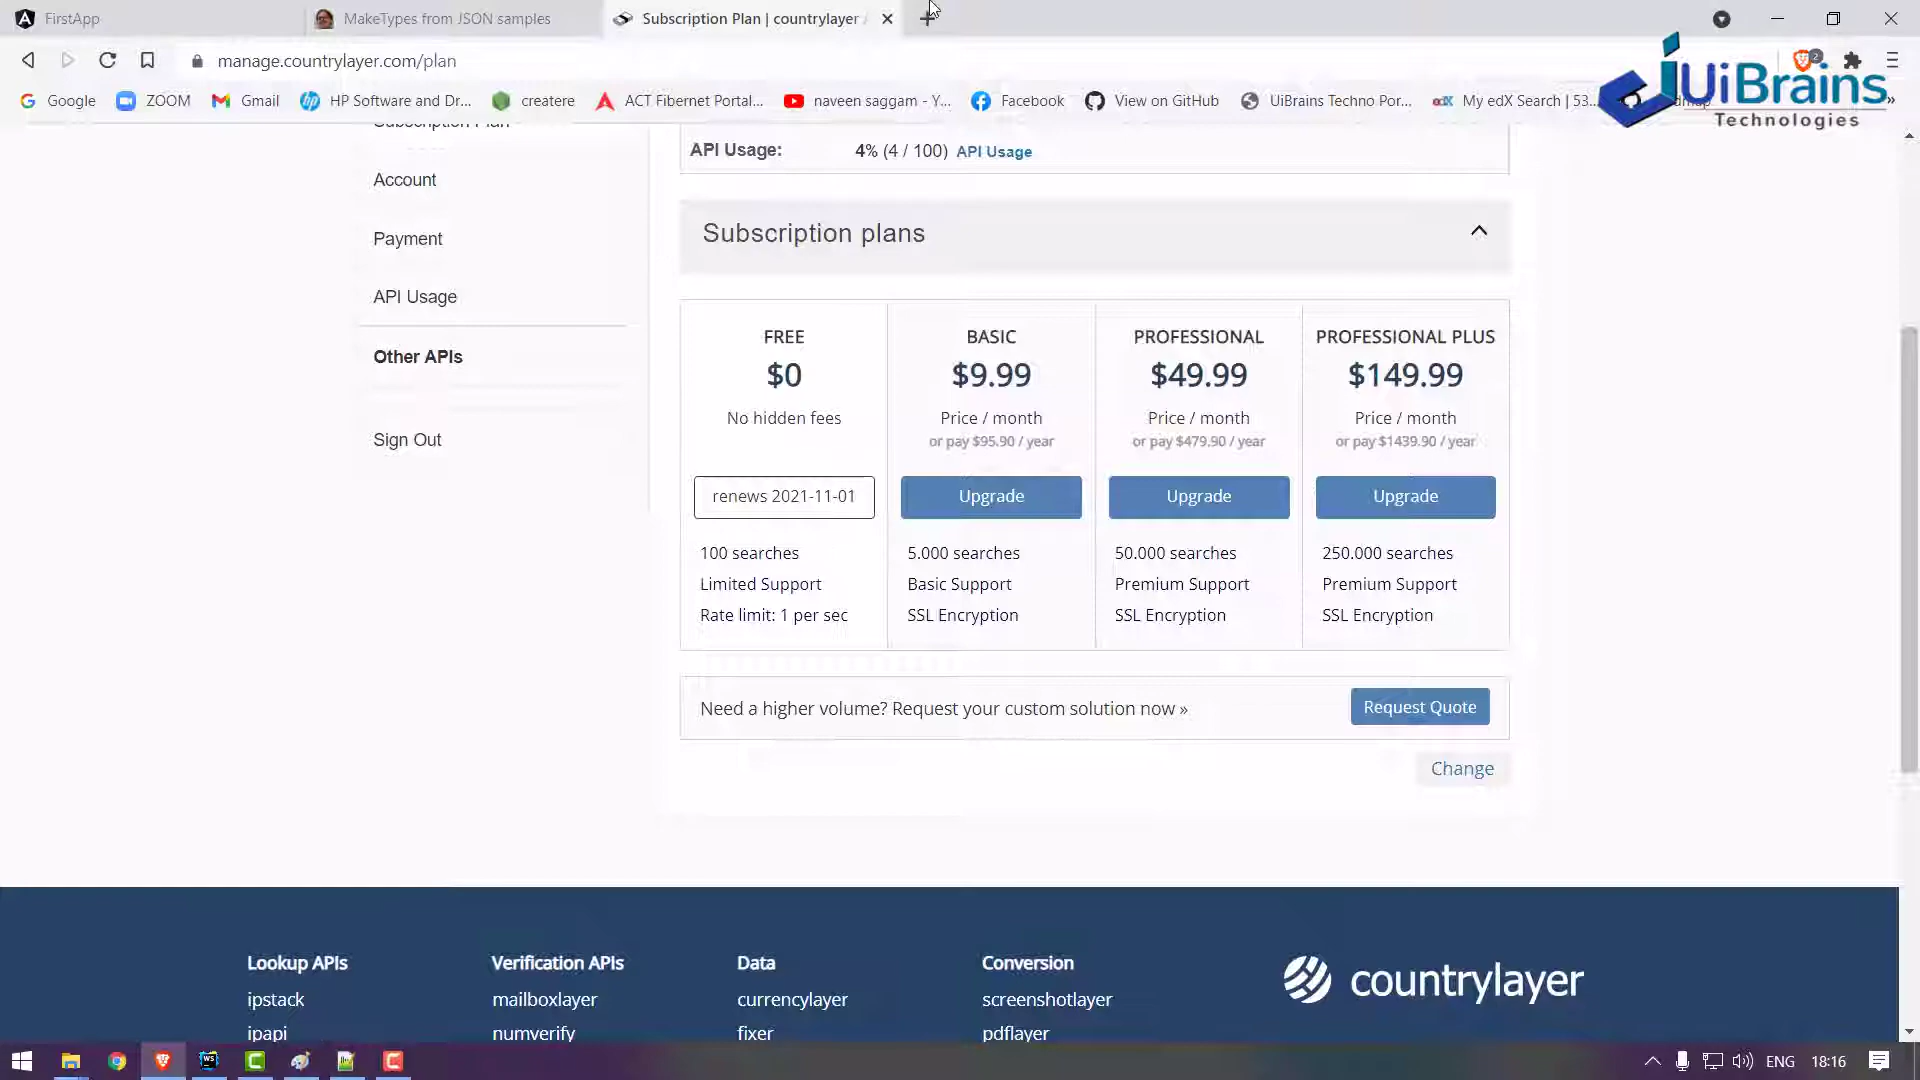 FirstApp
MakeTypes from JSON samples
Subscription Plan | countrylayer
manage.countrylayer.com/plan
2
Google
ZOOM
Gmail
HP Software and Dr...
createre
ACT Fibernet Portal...
naveen saggam - Y...
Facebook
View on GitHub
UiBrains Techno Por...
My edX Search | 53...
»
UiBrains
Technologies
Subscription Plan
Account
Payment
API Usage
Other APIs
Sign Out
API Usage: 4% (4 / 100) API Usage
Subscription plans
FREE
$0
No hidden fees
renews 2021-11-01
100 searches
Limited Support
Rate limit: 1 per sec
BASIC
$9.99
Price / month
or pay $95.90 / year
Upgrade
5.000 searches
Basic Support
SSL Encryption
PROFESSIONAL
$49.99
Price / month
or pay $479.90 / year
Upgrade
50.000 searches
Premium Support
SSL Encryption
PROFESSIONAL PLUS
$149.99
Price / month
or pay $1439.90 / year
Upgrade
250.000 searches
Premium Support
SSL Encryption
Need a higher volume? Request your custom solution now »
Request Quote
Change
Lookup APIs
ipstack
ipapi
Verification APIs
mailboxlayer
numverify
Data
currencylayer
fixer
Conversion
screenshotlayer
pdflayer
countrylayer
ENG
18:16